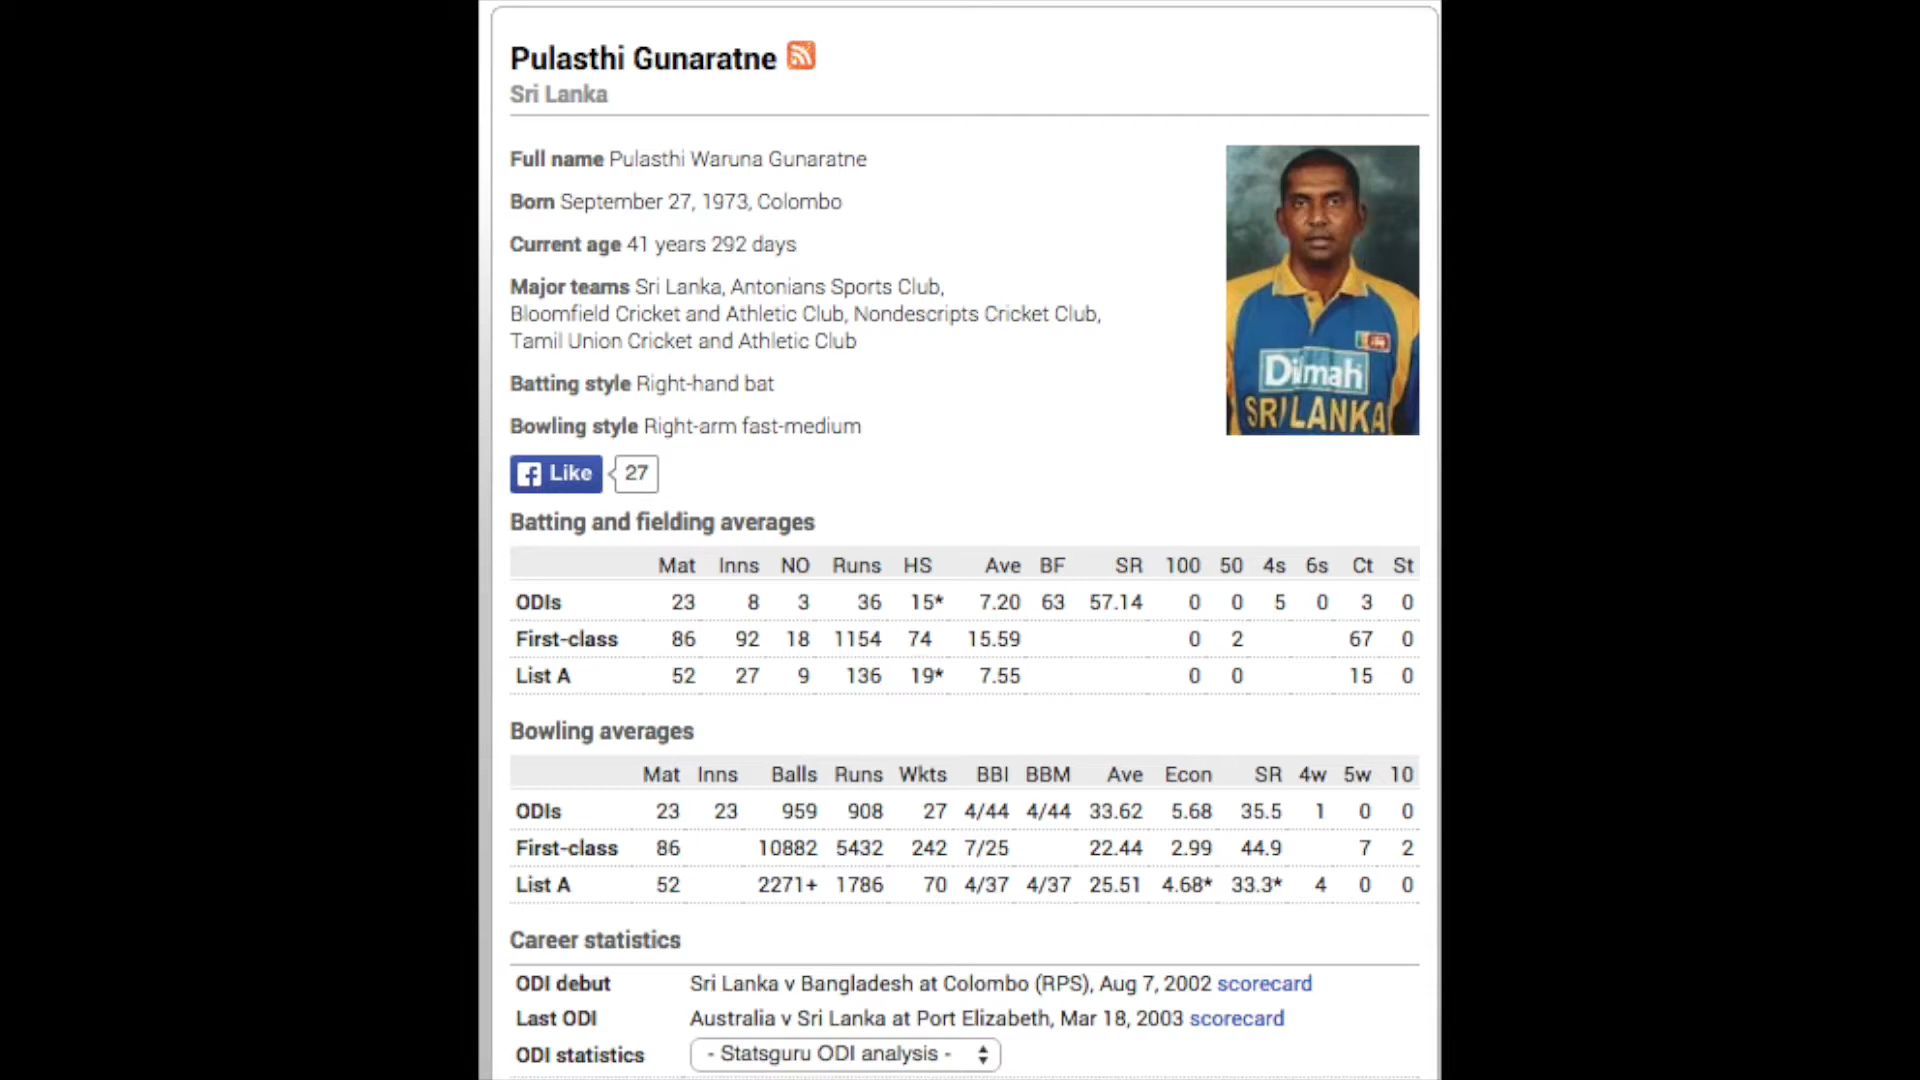 Pulasthi Gunaratne
Sri Lanka
Full name Pulasthi Waruna Gunaratne
Born September 27, 1973, Colombo
Current age 41 years 292 days
Major teams Sri Lanka, Antonians Sports Club,
Bloomfield Cricket and Athletic Club, Nondescripts Cricket Club,
Tamil Union Cricket and Athletic Club
Batting style Right-hand bat
Bowling style Right-arm fast-medium
Dilmah
SRI LANKA
Like 27
Batting and fielding averages
Mat Inns NO Runs HS Ave BF SR 100 50 4s 6s Ct St
ODIs 23 8 3 36 15* 7.20 63 57.14 0 0 5 0 3 0
First-class 86 92 18 1154 74 15.59 0 2 67 0
List A 52 27 9 136 19* 7.55 0 0 15 0
Bowling averages
Mat Inns Balls Runs Wkts BBI BBM Ave Econ SR 4w 5w 10
ODIs 23 23 959 908 27 4/44 4/44 33.62 5.68 35.5 1 0 0
First-class 86 10882 5432 242 7/25 22.44 2.99 44.9 7 2
List A 52 2271+ 1786 70 4/37 4/37 25.51 4.68* 33.3* 4 0 0
Career statistics
ODI debut Sri Lanka v Bangladesh at Colombo (RPS), Aug 7, 2002 scorecard
Last ODI Australia v Sri Lanka at Port Elizabeth, Mar 18, 2003 scorecard
ODI statistics - Statsguru ODI analysis -